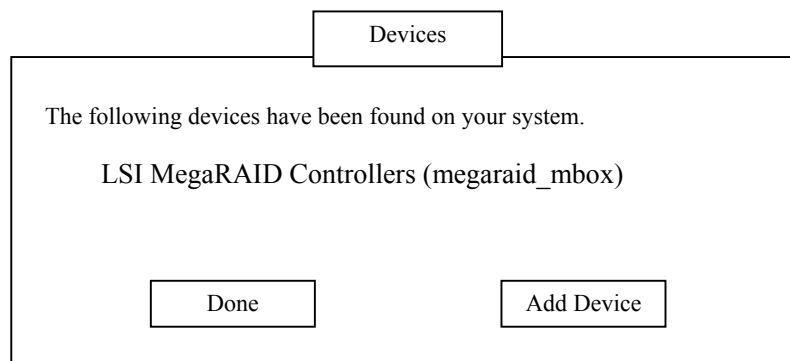 Devices
The following devices have been found on your system.
LSI MegaRAID Controllers (megaraid_mbox)
Done
Add Device